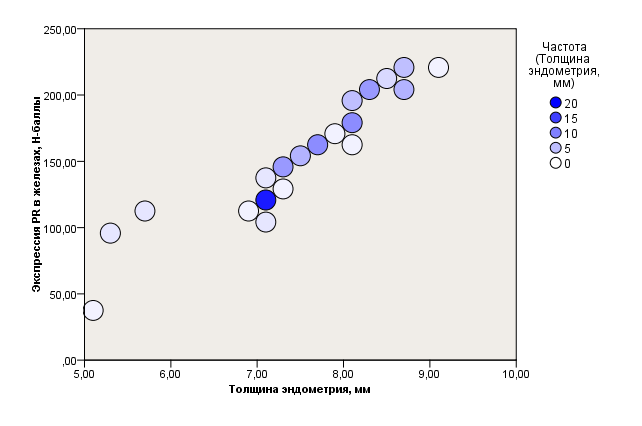 250,00
200,00
150,00
100,00
50,00
,00
Экспрессия PR в железах, Н-баллы
5,00 6,00 7,00 8,00 9,00 10,00
Толщина эндометрия, мм
Частота
(Толщина
эндометрия,
мм)
20
15
10
5
0